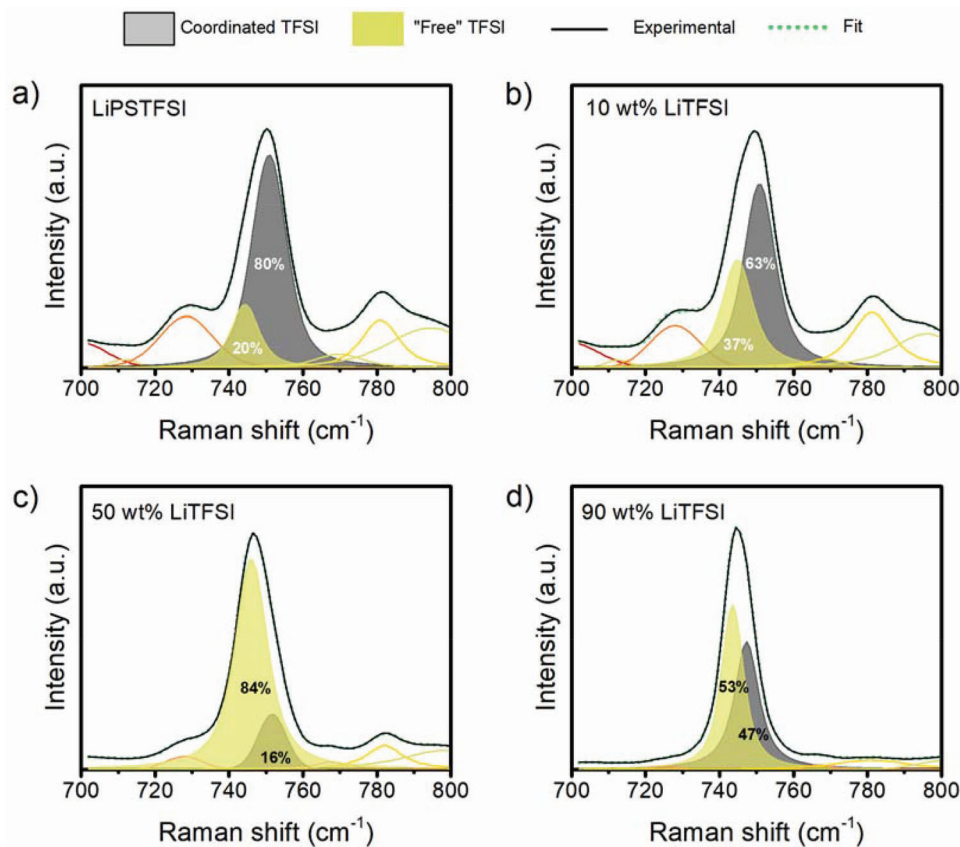 Coordinated TFSI "Free" TFSI Experimental Fit
a)
LiPSTFSI
Intensity (a.u.)
80%
20%
700 720 740 760 780 800
Raman shift (cm⁻¹)
b)
10 wt% LiTFSI
Intensity (a.u.)
63%
37%
700 720 740 760 780 800
Raman shift (cm⁻¹)
c)
50 wt% LiTFSI
Intensity (a.u.)
84%
16%
700 720 740 760 780 800
Raman shift (cm⁻¹)
d)
90 wt% LiTFSI
Intensity (a.u.)
53%
47%
700 720 740 760 780 800
Raman shift (cm⁻¹)